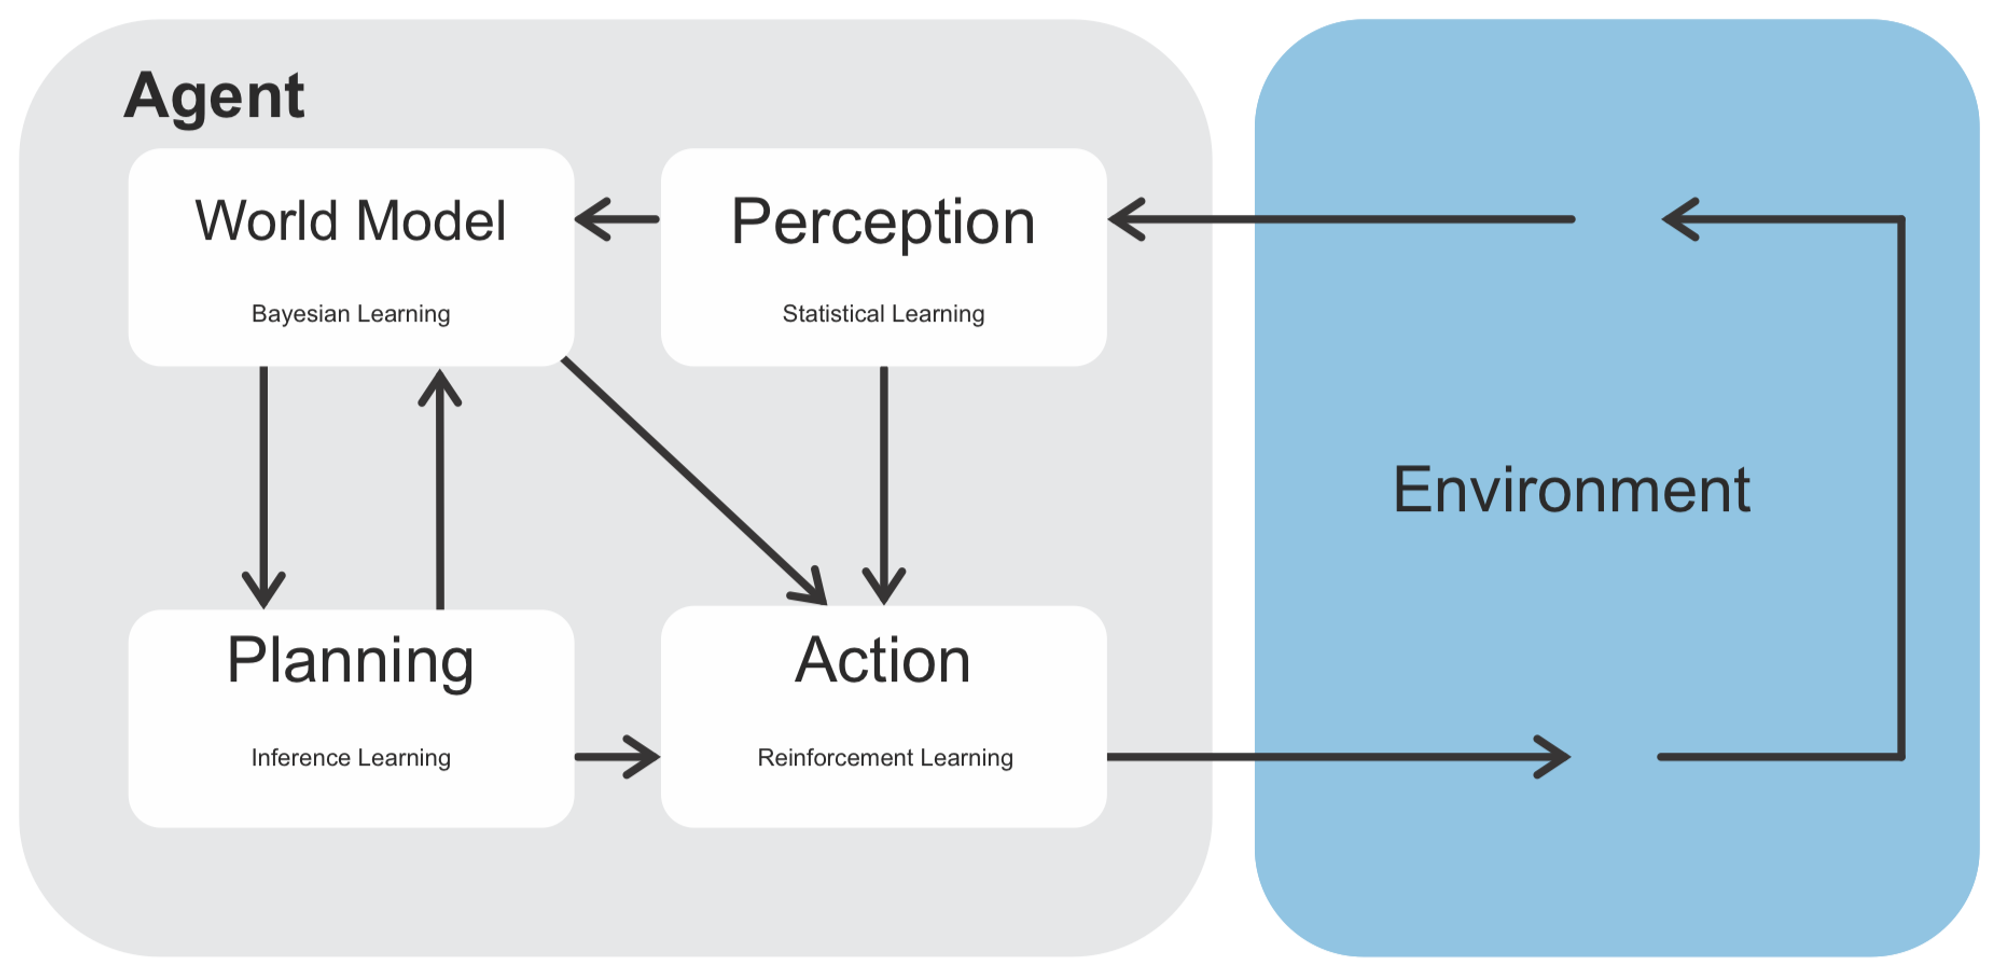 Agent
World Model
Bayesian Learning
Perception
Statistical Learning
Environment
Planning
Inference Learning
Action
Reinforcement Learning